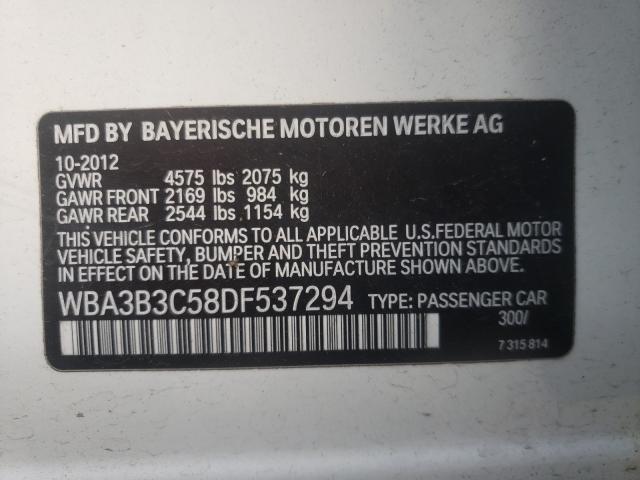 MFD BY BAYERISCHE MOTOREN WERKE AG
10-2012
GVWR 4575 lbs 2075 kg
GAWR FRONT 2169 lbs 984 kg
GAWR REAR 2544 lbs 1154 kg
THIS VEHICLE CONFORMS TO ALL APPLICABLE U.S.FEDERAL MOTOR
VEHICLE SAFETY, BUMPER AND THEFT PREVENTION STANDARDS
IN EFFECT ON THE DATE OF MANUFACTURE SHOWN ABOVE.
WBA3B3C58DF537294 TYPE: PASSENGER CAR
300/
7 315 814